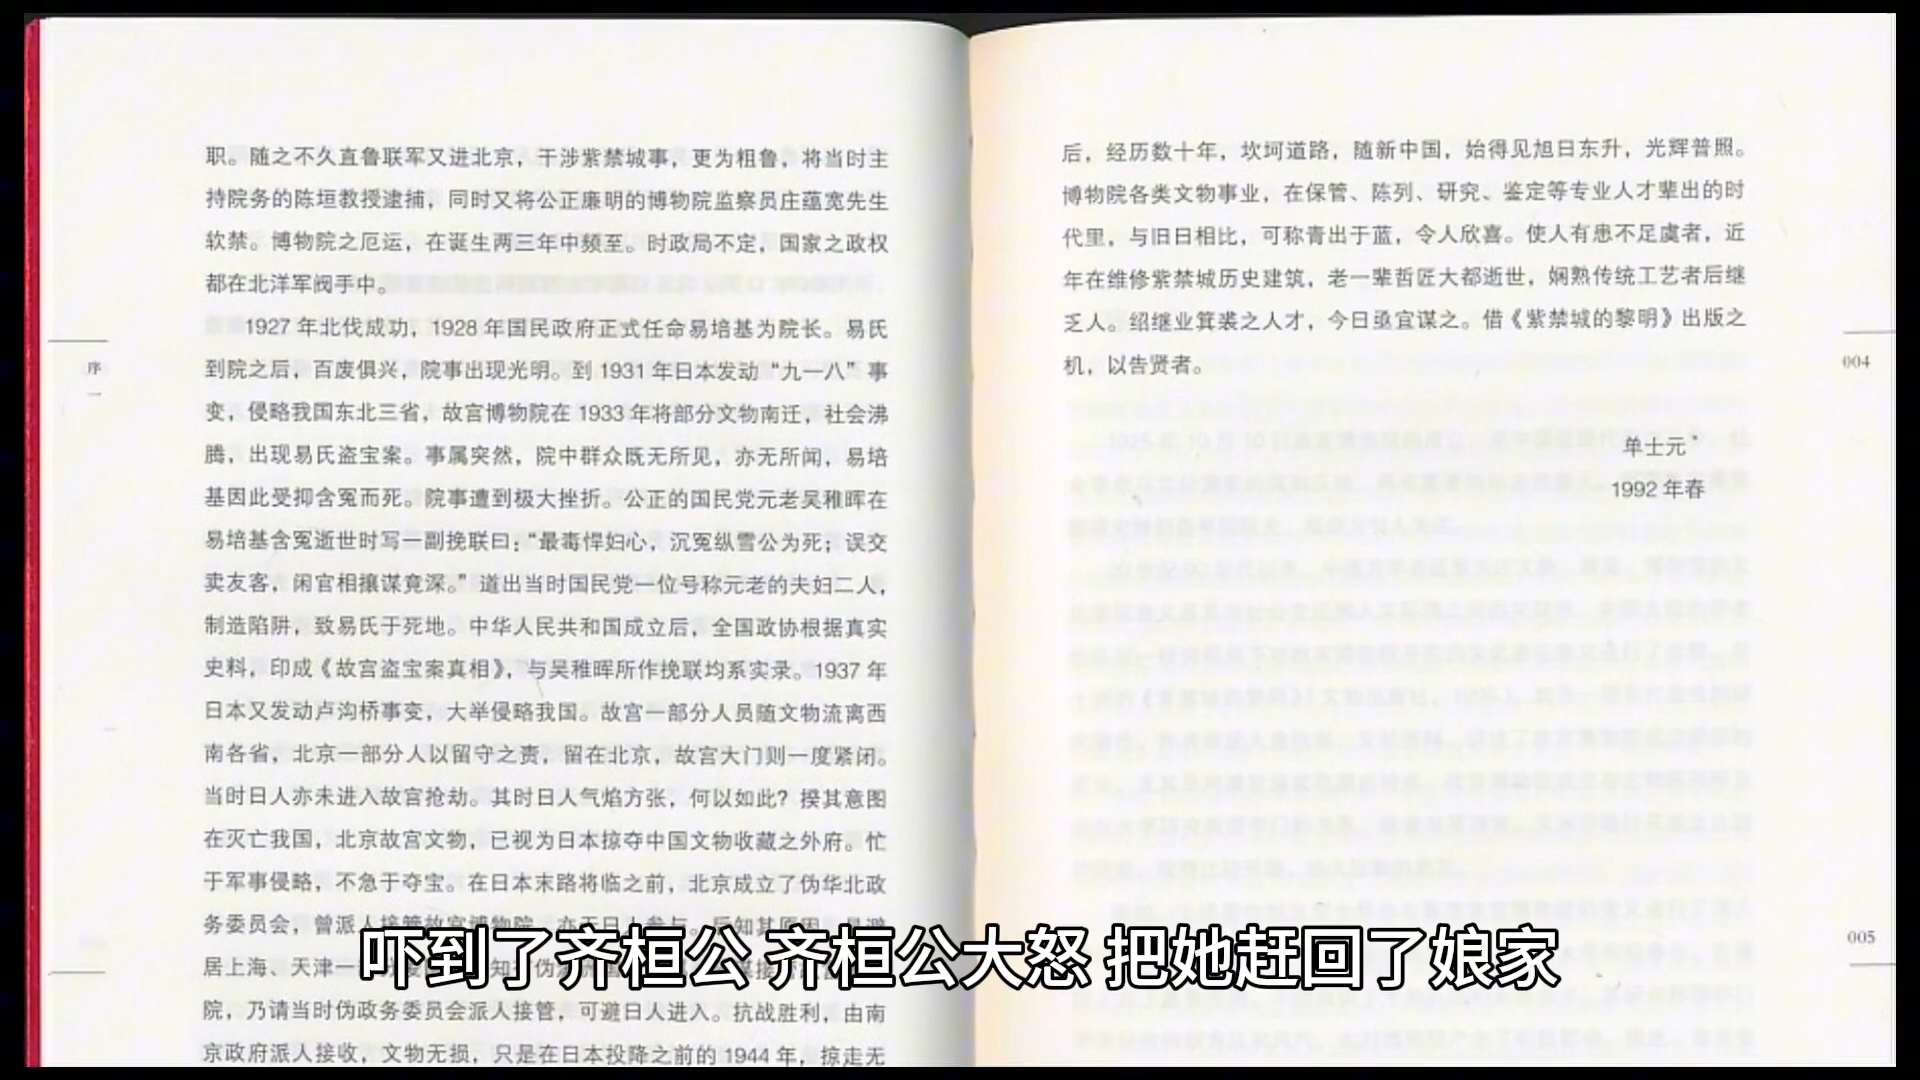 职。随之不久直鲁联军又进北京，干涉紫禁城事，更为粗鲁，将当时主
持院务的陈垣教授逮捕，同时又将公正廉明的博物院监察员庄蕴宽先生
软禁。博物院之厄运，在诞生两三年中频至。时政局不定，国家之政权
都在北洋军阀手中。
1927年北伐成功，1928年国民政府正式任命易培基为院长。易氏
到院之后，百废俱兴，院事出现光明。到1931年日本发动“九一八”事
变，侵略我国东北三省，故宫博物院在1933年将部分文物南迁，社会沸
腾，出现易氏盗宝案。事属突然，院中群众既无所见，亦无所闻，易培
基因此受抑含冤而死。院事遭到极大挫折。公正的国民党元老吴稚晖在
易培基含冤逝世时写一副挽联曰：“最毒悍妇心，沉冤纵雪公为死；误交
卖友客，闲官相攘谋竟深。”道出当时国民党一位号称元老的夫妇二人，
制造陷阱，致易氏于死地。中华人民共和国成立后，全国政协根据真实
史料，印成《故宫盗宝案真相》，与吴稚晖所作挽联均系实录。1937年
日本又发动卢沟桥事变，大举侵略我国。故宫一部分人员随文物流离西
南各省，北京一部分人以留守之责，留在北京，故宫大门则一度紧闭。
当时日人亦未进入故宫抢劫。其时日人气焰方张，何以如此？揆其意图
在灭亡我国，北京故宫文物，已视为日本掠夺中国文物收藏之外府。忙
于军事侵略，不急于夺宝。在日本末路将临之前，北京成立了伪华北政
务委员会，曾派人接管故宫博物院，亦无日人参与。后知其原因，是避
居上海、天津一
院，乃请当时伪政务委员会派人接管，可避日人进入。抗战胜利，由南
京政府派人接收，文物无损，只是在日本投降之前的1944年，掠走无
序一
后，经历数十年，坎坷道路，随新中国，始得见旭日东升，光辉普照。
博物院各类文物事业，在保管、陈列、研究、鉴定等专业人才辈出的时
代里，与旧日相比，可称青出于蓝，令人欣喜。使人有患不足虞者，近
年在维修紫禁城历史建筑，老一辈哲匠大都逝世，娴熟传统工艺者后继
乏人。绍继业箕裘之人才，今日亟宜谋之。借《紫禁城的黎明》出版之
机，以告贤者。
单士元*
1992年春
004
005
吓到了齐桓公 齐桓公大怒 把她赶回了娘家